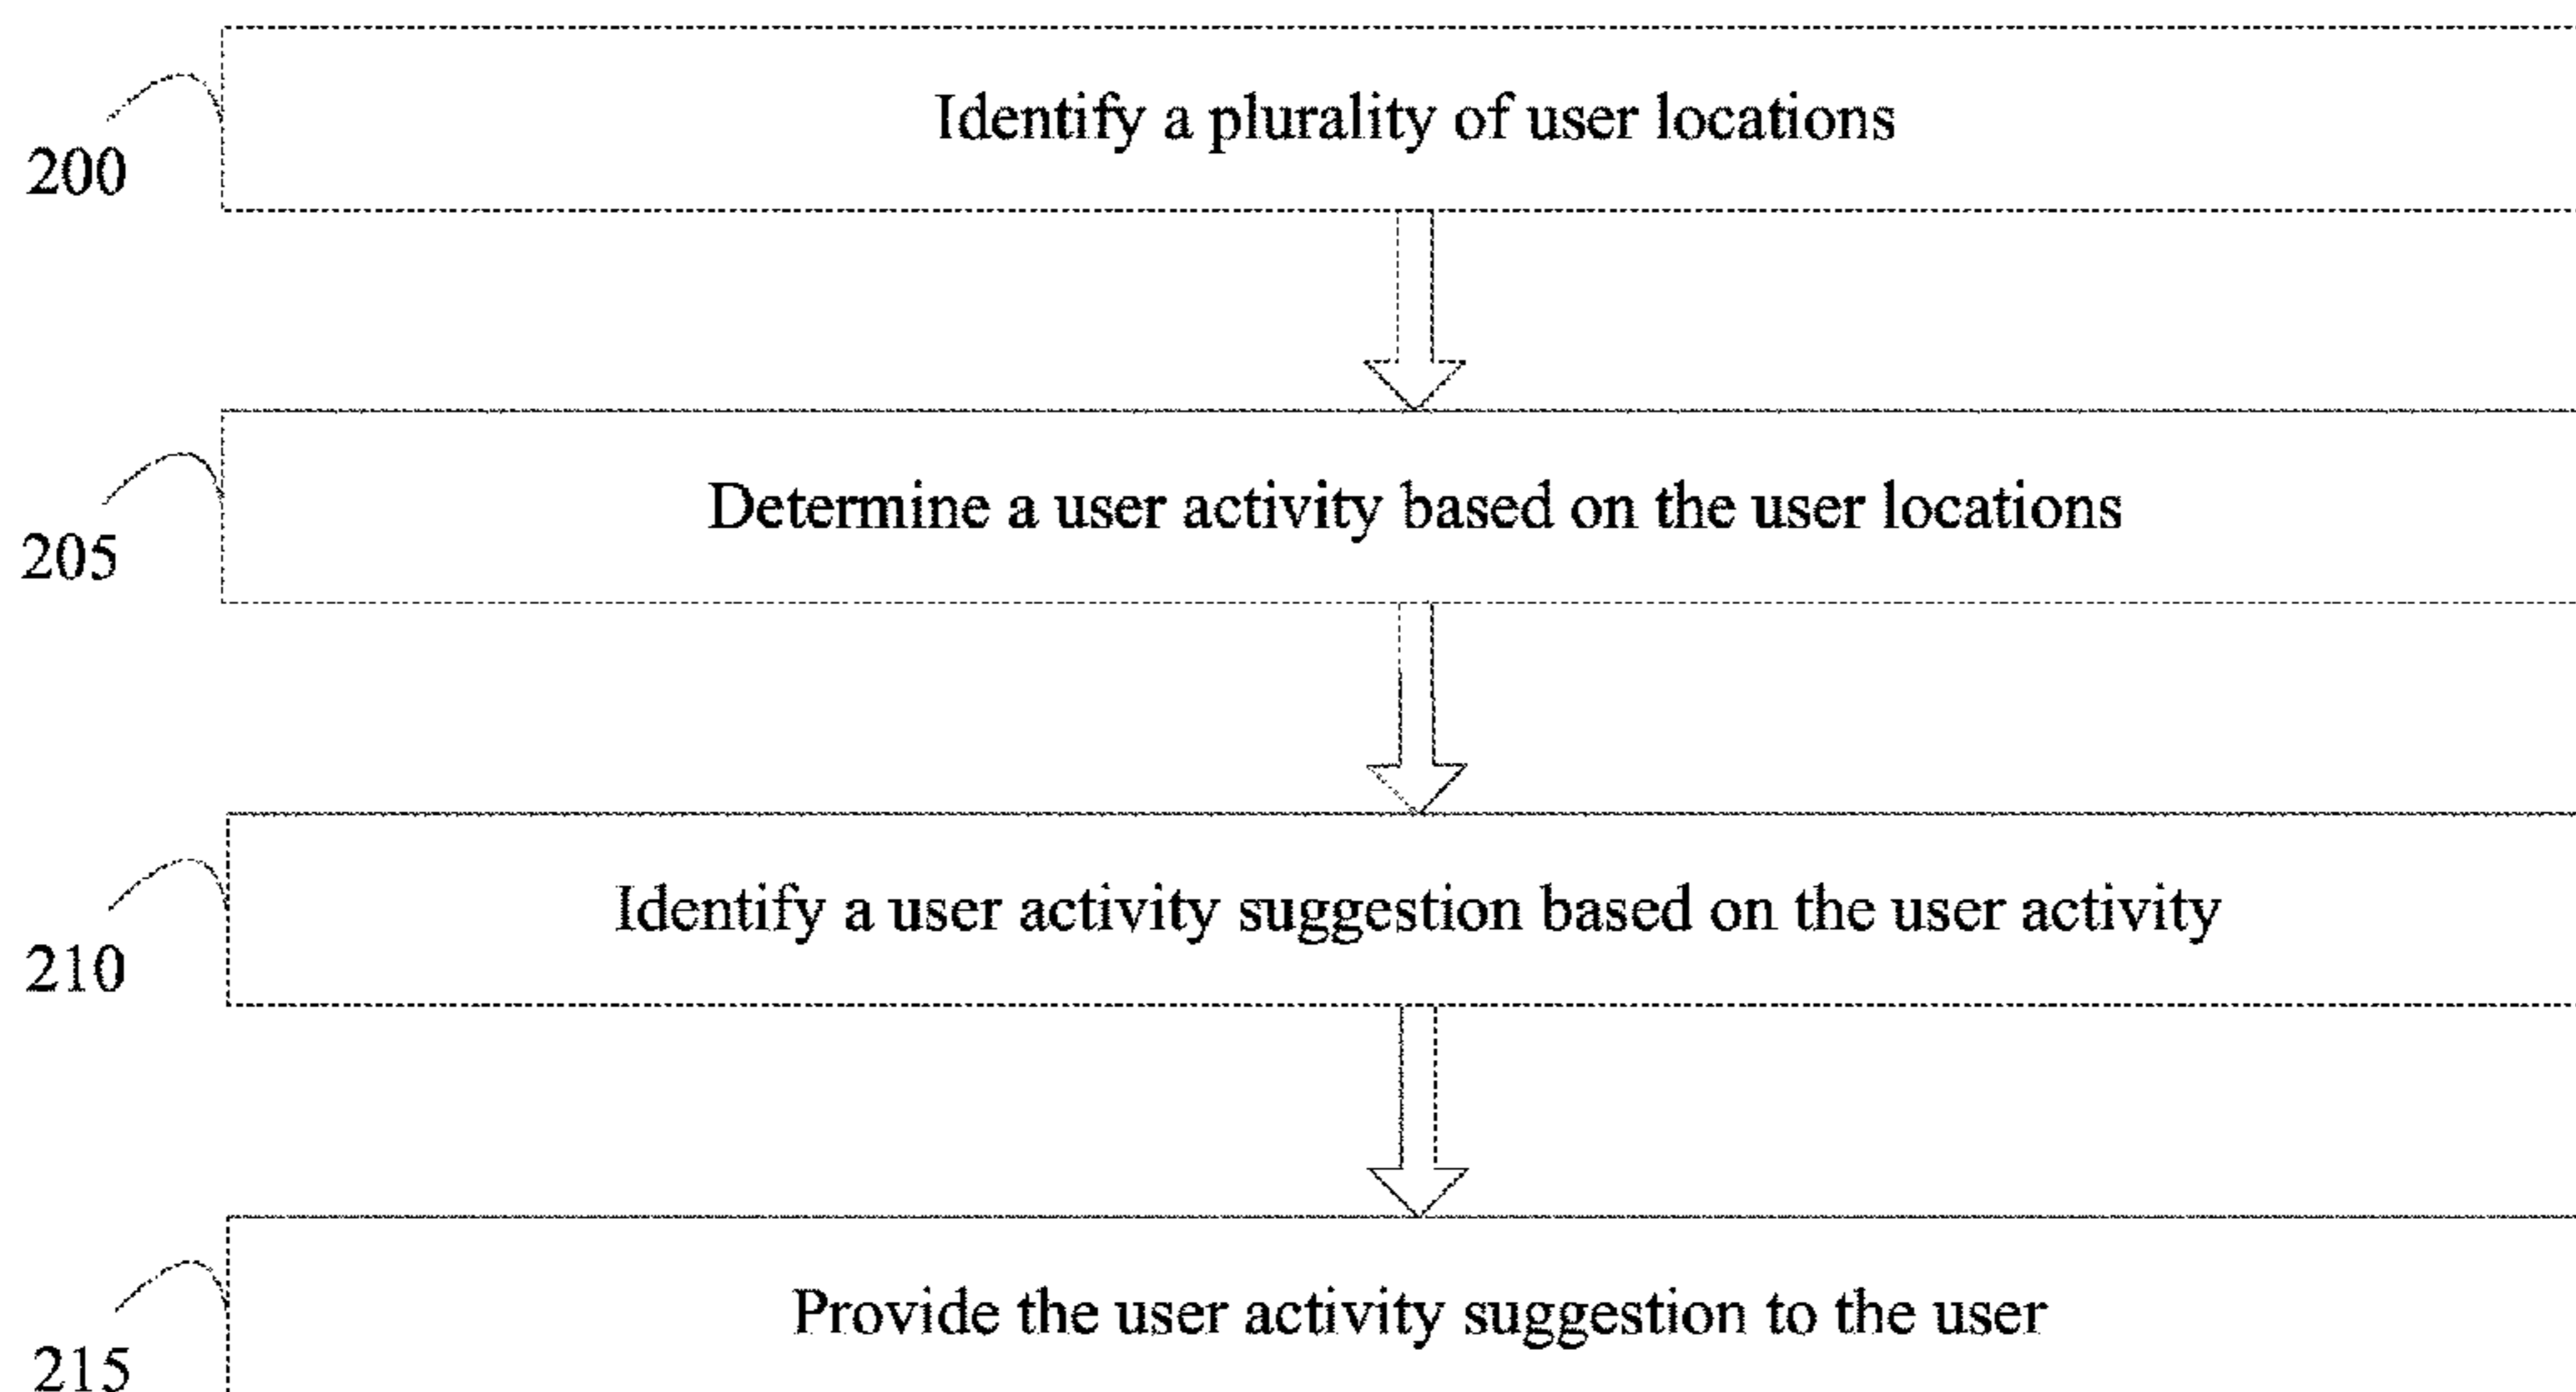 Identify a plurality of user locations
200
Determine a user activity based on the user locations
205
Identify a user activity suggestion based on the user activity
210
Provide the user activity suggestion to the user
215